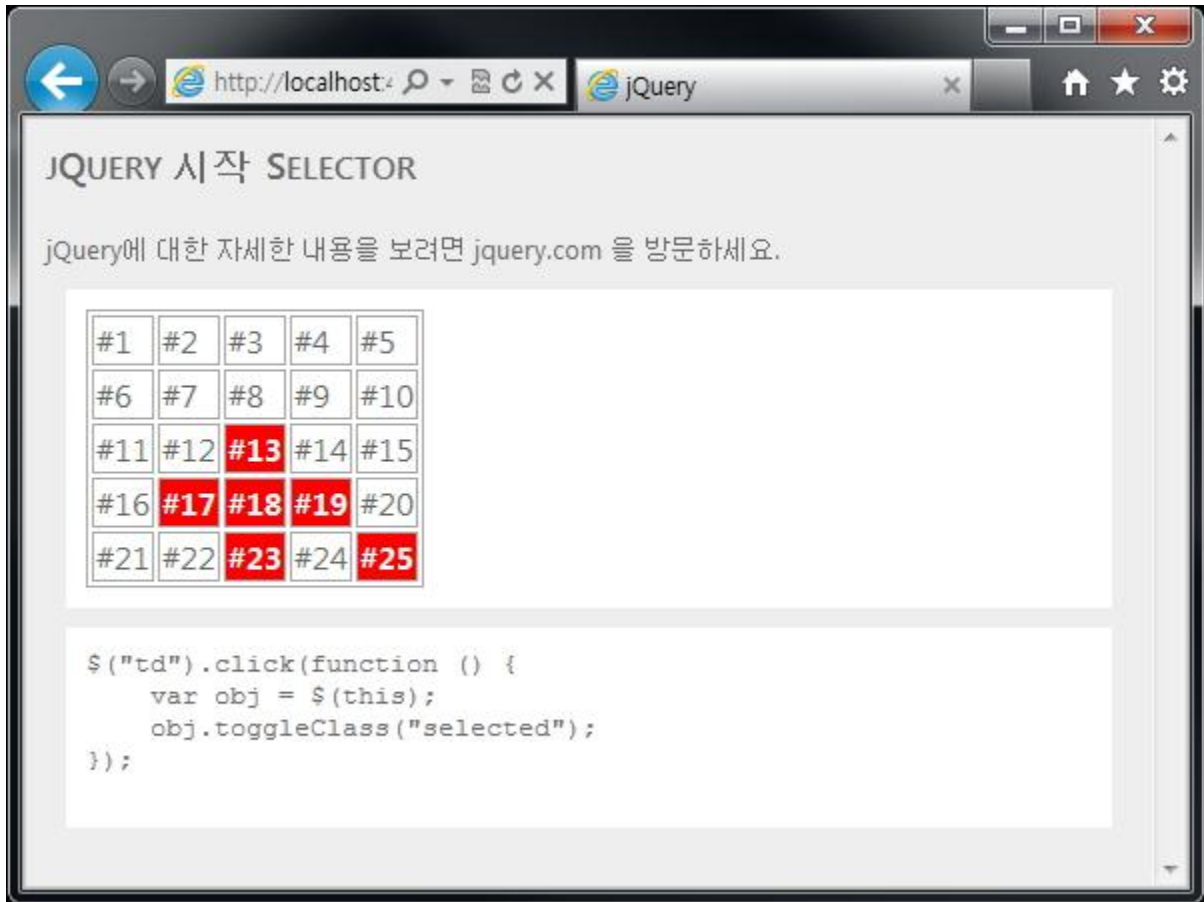 http://localhost:4
jQuery
jQuery 시작 Selector
jQuery에 대한 자세한 내용을 보려면 jquery.com 을 방문하세요.
#1 #2 #3 #4 #5
#6 #7 #8 #9 #10
#11 #12 #13 #14 #15
#16 #17 #18 #19 #20
#21 #22 #23 #24 #25
$("td").click(function () {
    var obj = $(this);
    obj.toggleClass("selected");
});